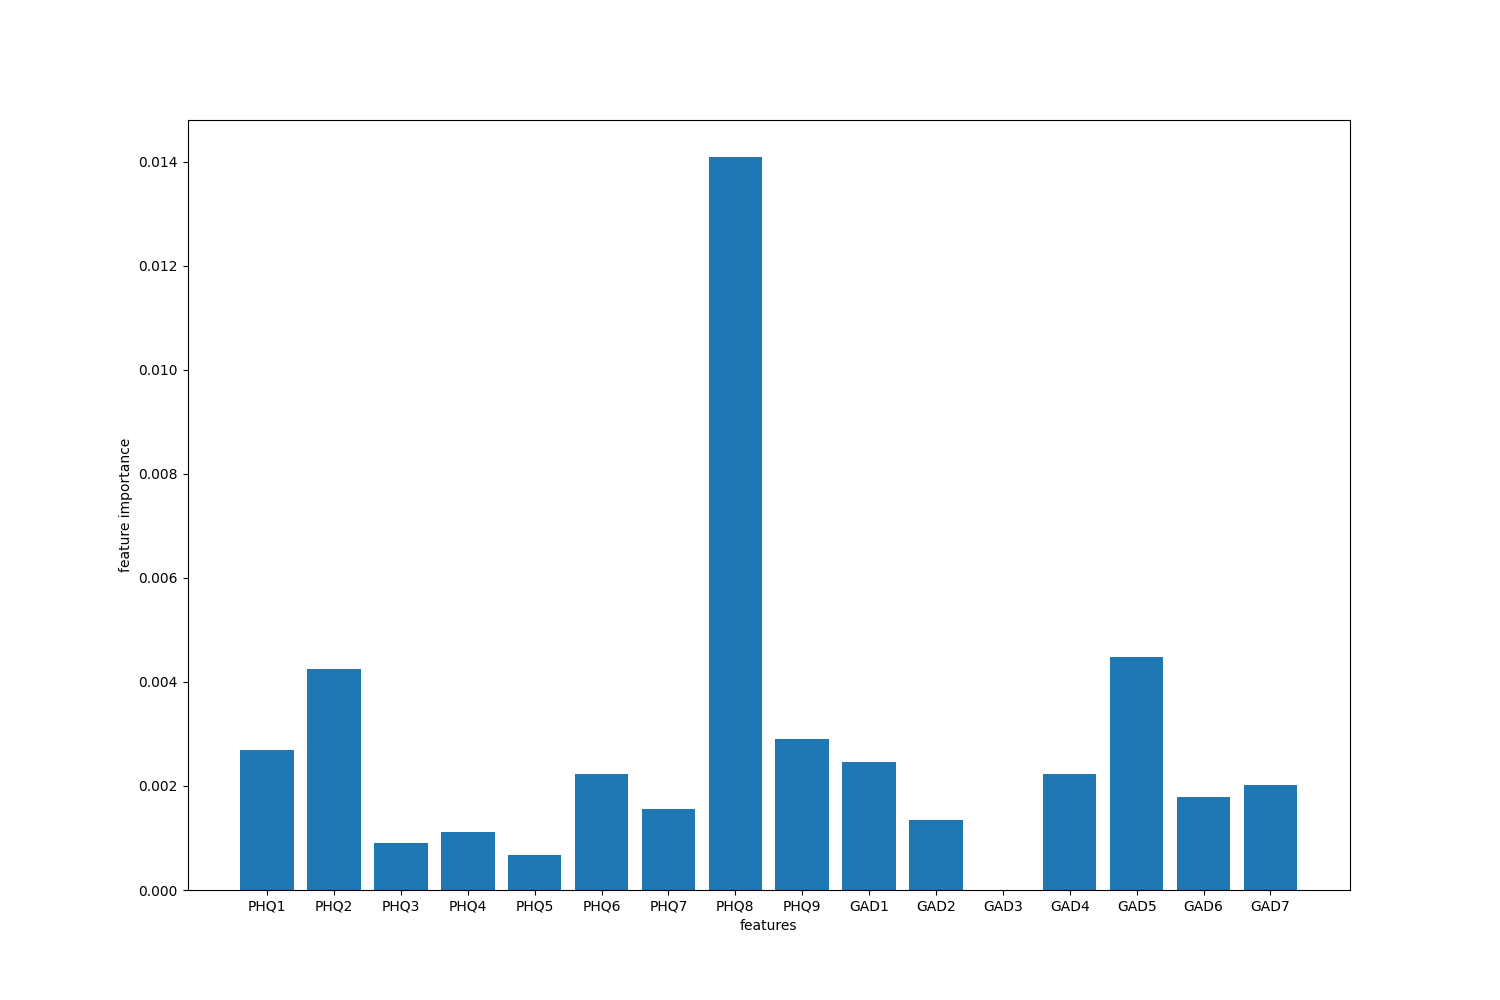 0.014
0.012
0.010
0.008
0.006
0.004
0.002
0.000
feature importance
PHQ1 PHQ2 PHQ3 PHQ4 PHQ5 PHQ6 PHQ7 PHQ8 PHQ9 GAD1 GAD2 GAD3 GAD4 GAD5 GAD6 GAD7
features